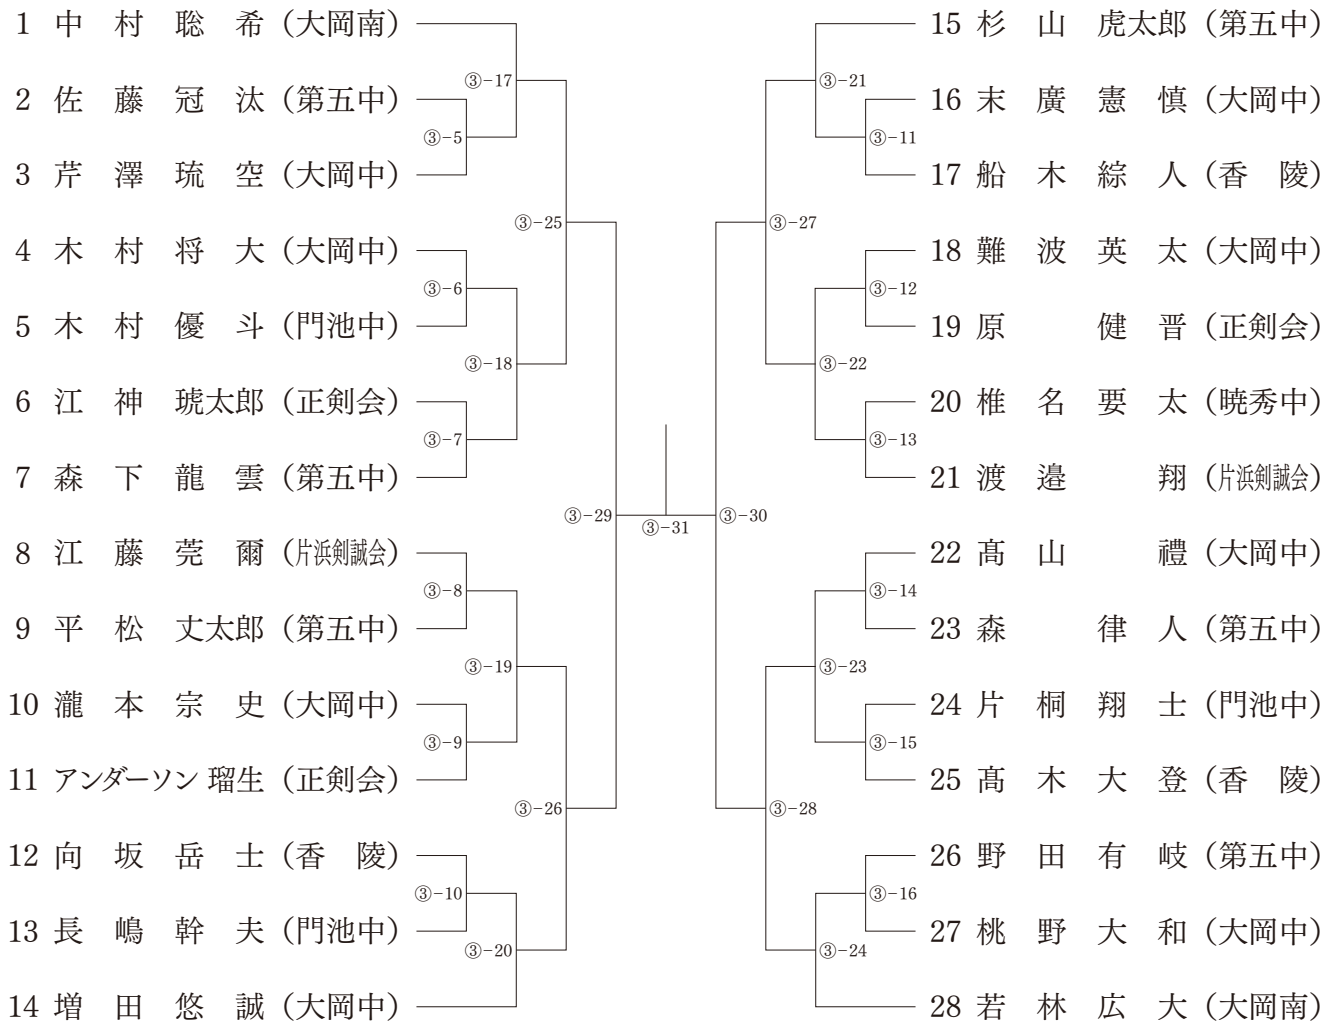 1 中村聡希（大岡南）
2 佐藤冠汰（第五中）
3 芹澤琉空（大岡中）
4 木村将大（大岡中）
5 木村優斗（門池中）
6 江神琥太郎（正剣会）
7 森下龍雲（第五中）
8 江藤莞爾（片浜剣誠会）
9 平松丈太郎（第五中）
10 瀧本宗史（大岡中）
11 アンダーソン 瑠生（正剣会）
12 向坂岳士（香陵）
13 長嶋幹夫（門池中）
14 増田悠誠（大岡中）
③-17
③-5
③-25
③-6
③-18
③-7
③-29
③-8
③-19
③-9
③-26
③-10
③-20
③-31
③-21
③-11
③-27
③-12
③-22
③-13
③-30
③-14
③-23
③-15
③-28
③-16
③-24
15 杉山虎太郎（第五中）
16 末廣憲慎（大岡中）
17 船木綜人（香陵）
18 難波英太（大岡中）
19 原健晋（正剣会）
20 椎名要太（暁秀中）
21 渡邉翔（片浜剣誠会）
22 髙山禮（大岡中）
23 森律人（第五中）
24 片桐翔士（門池中）
25 髙木大登（香陵）
26 野田有岐（第五中）
27 桃野大和（大岡中）
28 若林広大（大岡南）